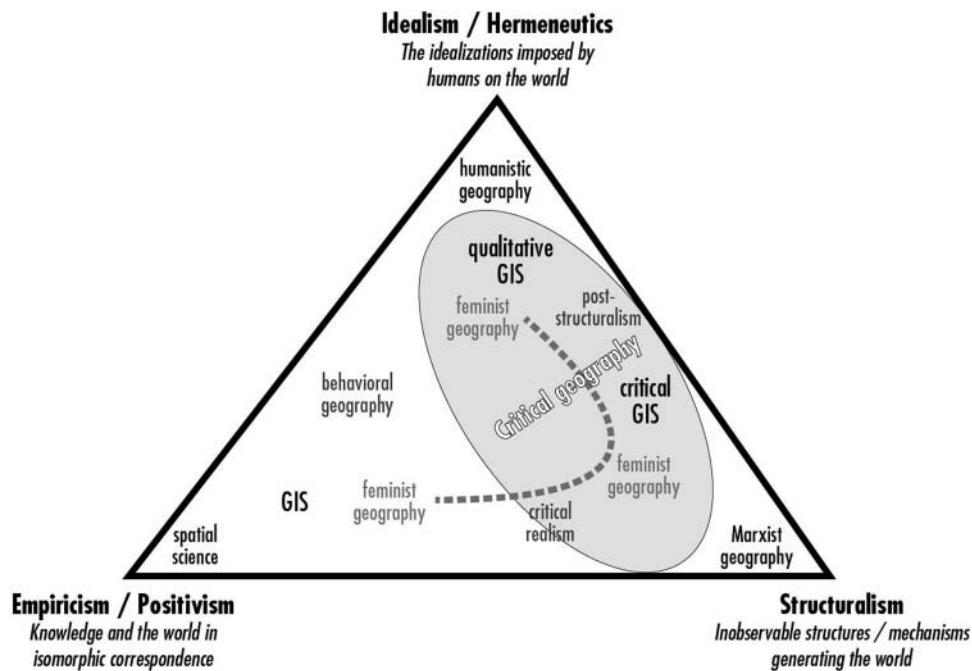 Idealism / Hermeneutics
The idealizations imposed by
humans on the world
humanistic
geography
qualitative
GIS
feminist
geography
post-
structuralism
Critical geography
behavioral
geography
critical
GIS
feminist
geography
GIS
feminist
geography
critical
realism
spatial
science
Marxist
geography
Empiricism / Positivism
Knowledge and the world in
isomorphic correspondence
Structuralism
Inobservable structures / mechanisms
generating the world